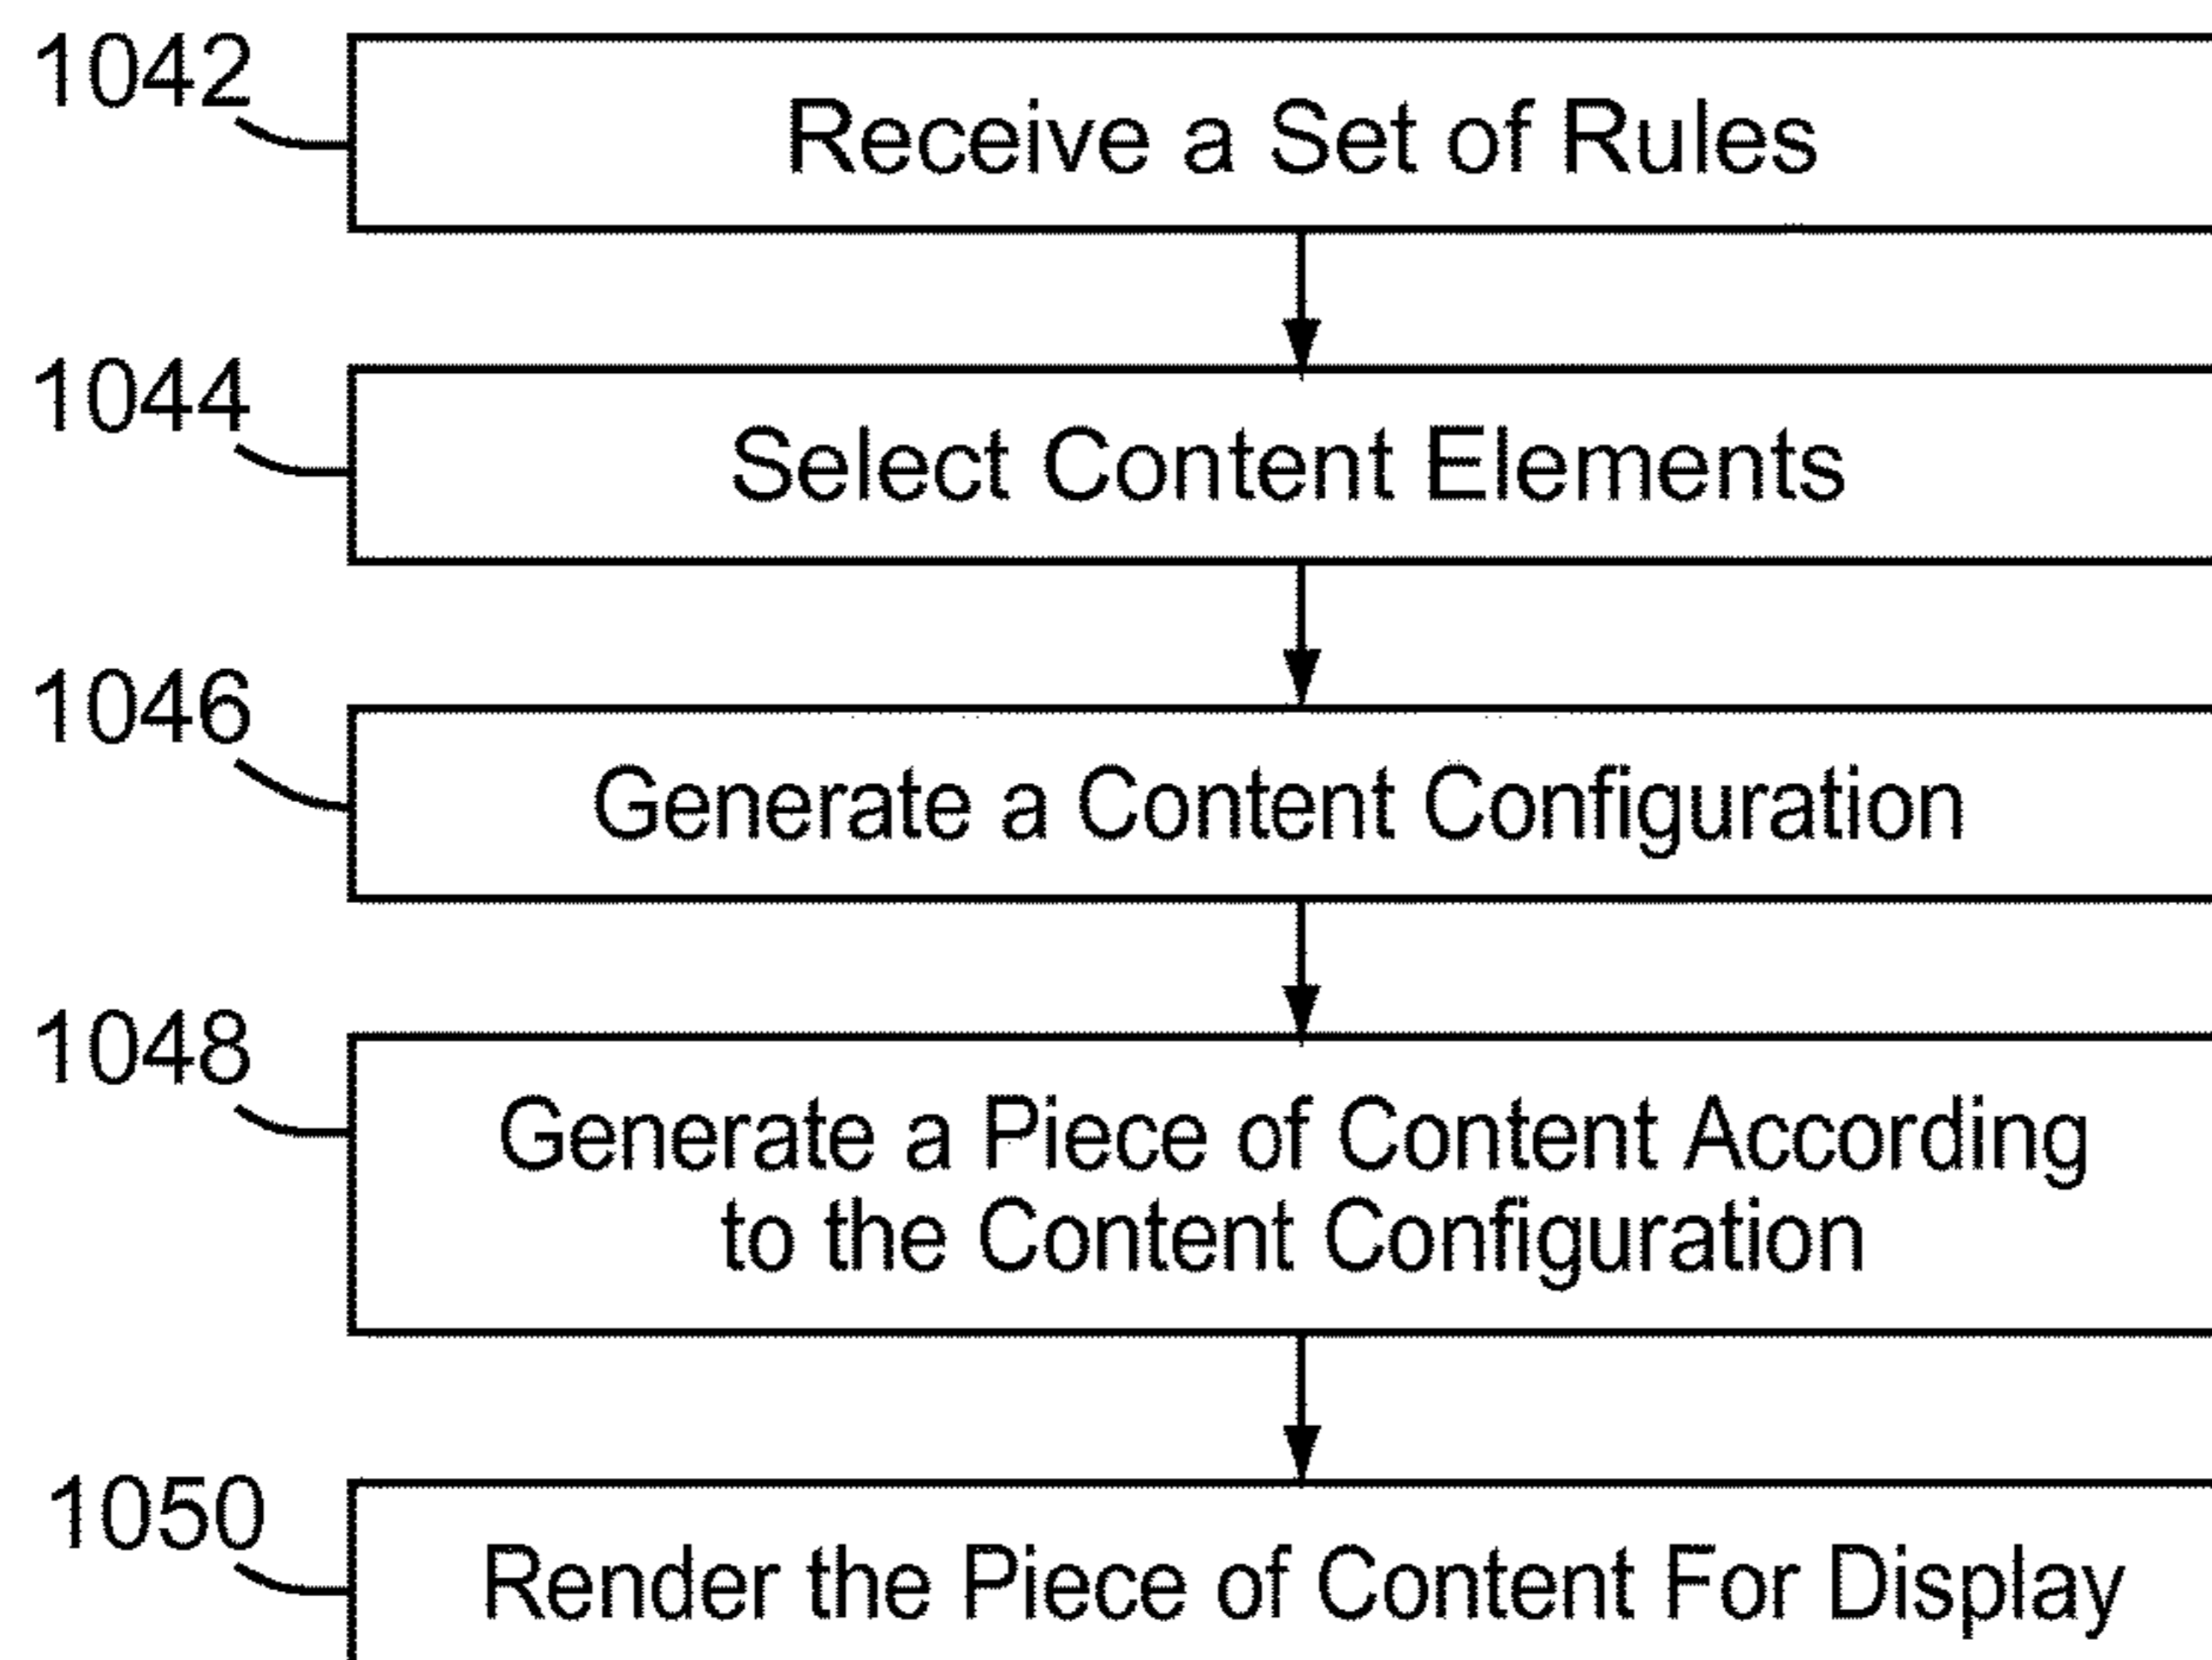 1042
Receive a Set of Rules
1044
Select Content Elements
1046
Generate a Content Configuration
1048
Generate a Piece of Content According
to the Content Configuration
1050
Render the Piece of Content For Display